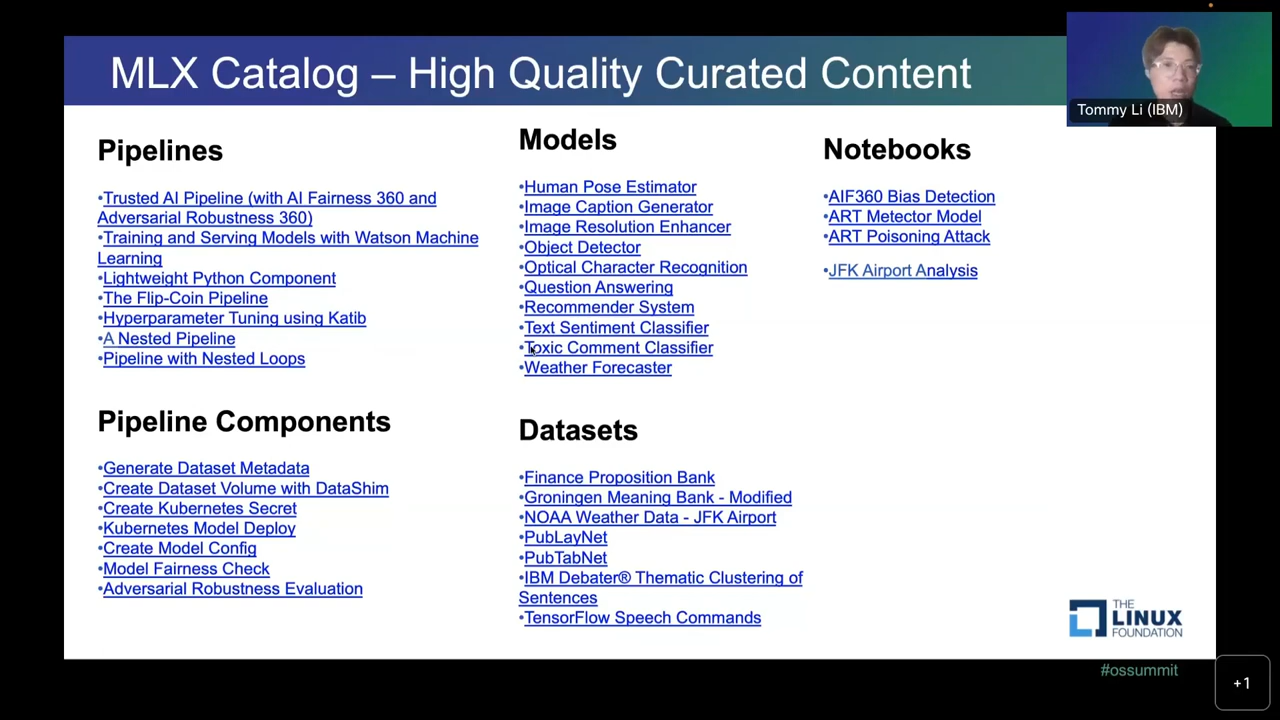 MLX Catalog – High Quality Curated Content
Tommy Li (IBM)
Pipelines
•Trusted AI Pipeline (with AI Fairness 360 and
Adversarial Robustness 360)
•Training and Serving Models with Watson Machine
Learning
•Lightweight Python Component
•The Flip-Coin Pipeline
•Hyperparameter Tuning using Katib
•A Nested Pipeline
•Pipeline with Nested Loops
Pipeline Components
•Generate Dataset Metadata
•Create Dataset Volume with DataShim
•Create Kubernetes Secret
•Kubernetes Model Deploy
•Create Model Config
•Model Fairness Check
•Adversarial Robustness Evaluation
Models
•Human Pose Estimator
•Image Caption Generator
•Image Resolution Enhancer
•Object Detector
•Optical Character Recognition
•Question Answering
•Recommender System
•Text Sentiment Classifier
•Toxic Comment Classifier
•Weather Forecaster
Datasets
•Finance Proposition Bank
•Groningen Meaning Bank - Modified
•NOAA Weather Data - JFK Airport
•PubLayNet
•PubTabNet
•IBM Debater® Thematic Clustering of
Sentences
•TensorFlow Speech Commands
Notebooks
•AIF360 Bias Detection
•ART Metector Model
•ART Poisoning Attack
•JFK Airport Analysis
THE
LINUX
FOUNDATION
#ossummit
+1